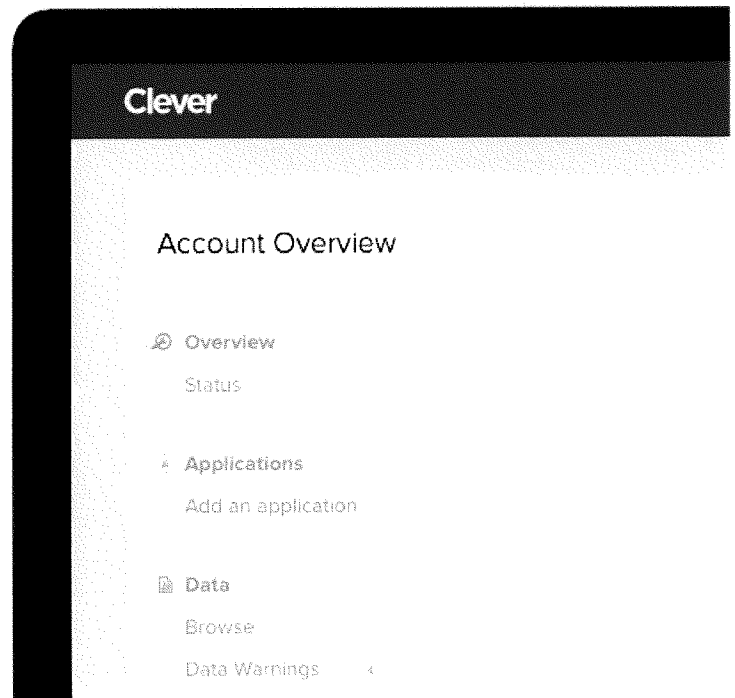 Clever
Account Overview
Overview
Status
Applications
Add an application
Data
Browse
Data Warnings